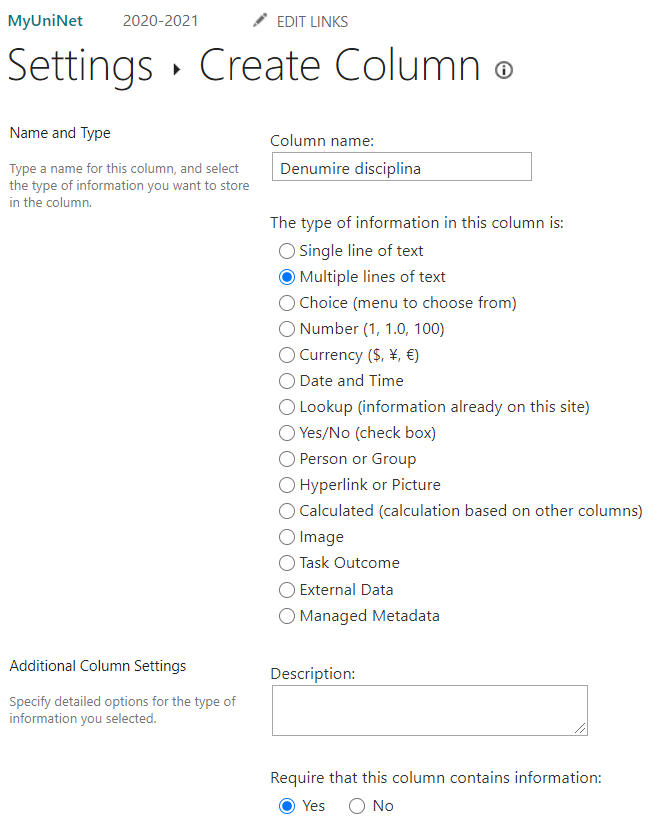 MyUniNet 2020-2021 EDIT LINKS
Settings ▸ Create Column
Name and Type
Type a name for this column, and select
the type of information you want to store
in the column.
Column name:
Denumire disciplina
The type of information in this column is:
Single line of text
Multiple lines of text
Choice (menu to choose from)
Number (1, 1.0, 100)
Currency ($, ¥, €)
Date and Time
Lookup (information already on this site)
Yes/No (check box)
Person or Group
Hyperlink or Picture
Calculated (calculation based on other columns)
Image
Task Outcome
External Data
Managed Metadata
Additional Column Settings
Specify detailed options for the type of
information you selected.
Description:
Require that this column contains information:
Yes No